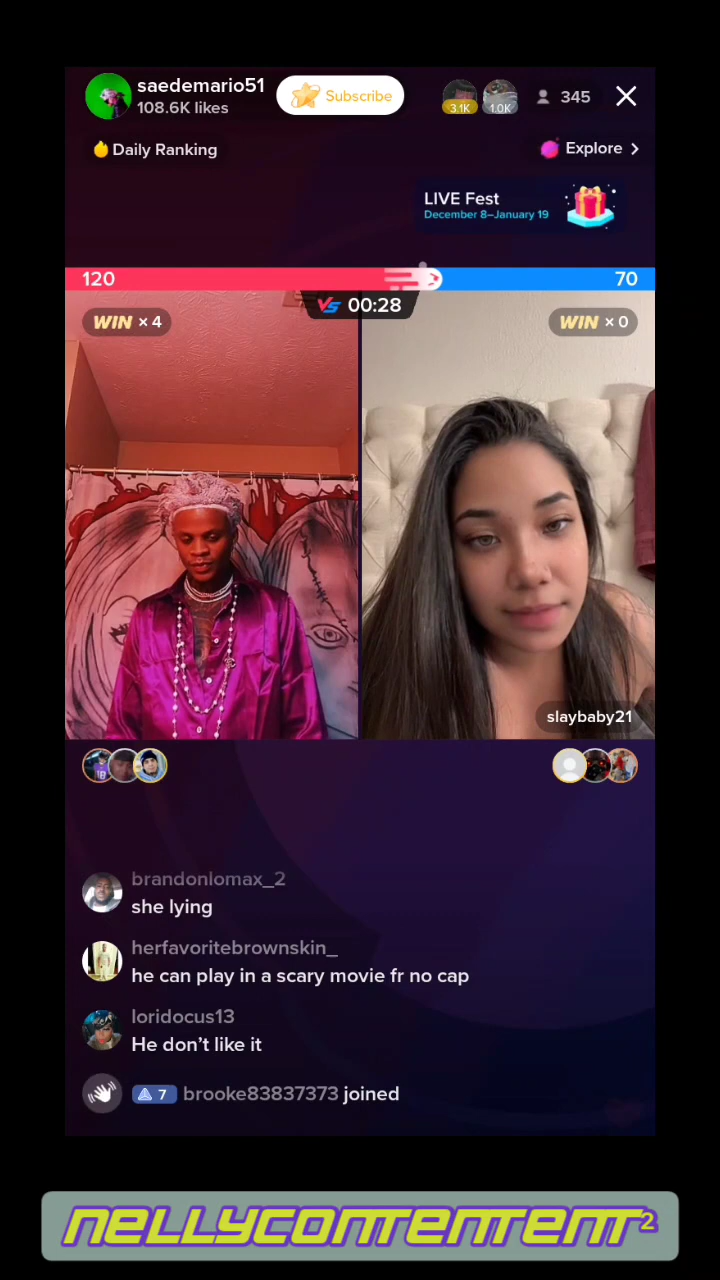 saedemario51
108.6K likes
Subscribe
3.1K
1.0K
345
Daily Ranking
Explore
LIVE Fest
December 8–January 19
120
70
VS 00:28
WIN × 4
WIN × 0
slaybaby21
brandonlomax_2
she lying
herfavoritebrownskin_
he can play in a scary movie fr no cap
loridocus13
He don’t like it
7 brooke83837373 joined
NELLYCONTENTENT²